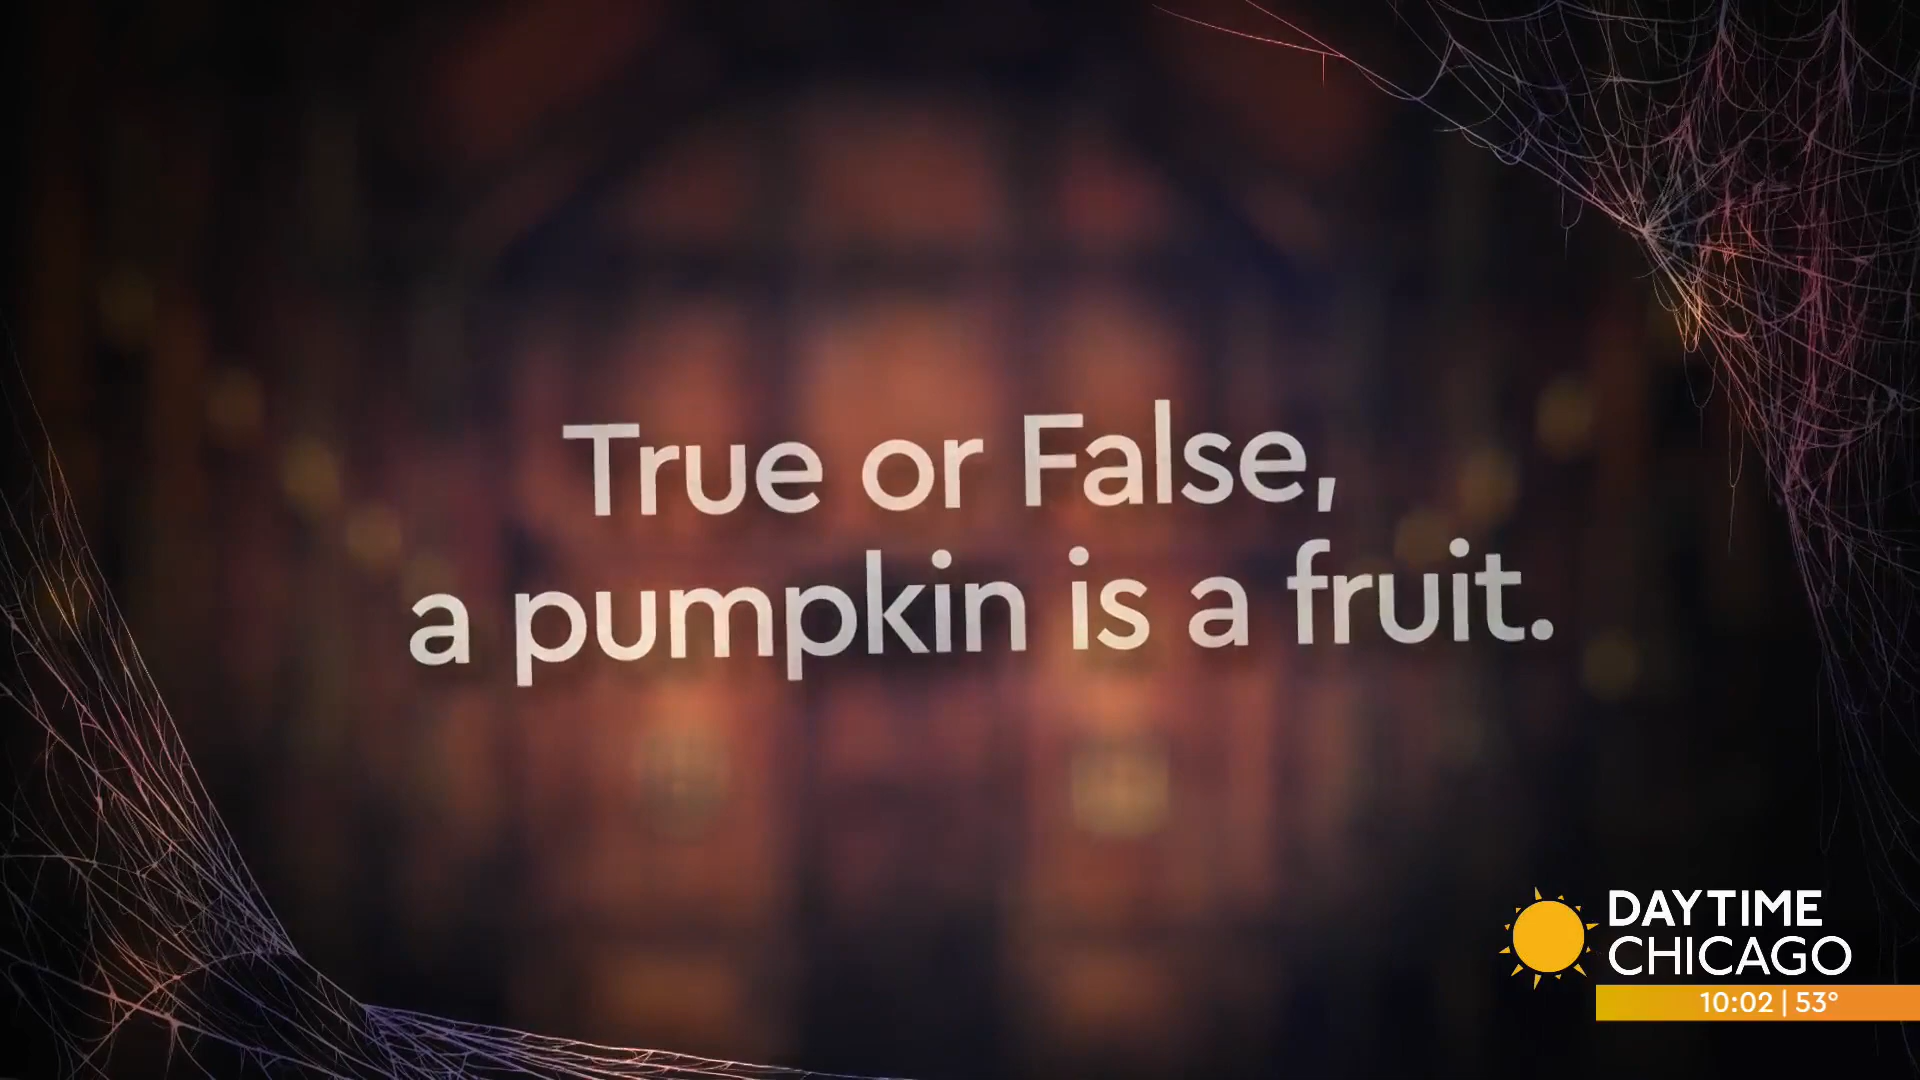 True or False,
a pumpkin is a fruit.
DAYTIME
CHICAGO
10:02 | 53°